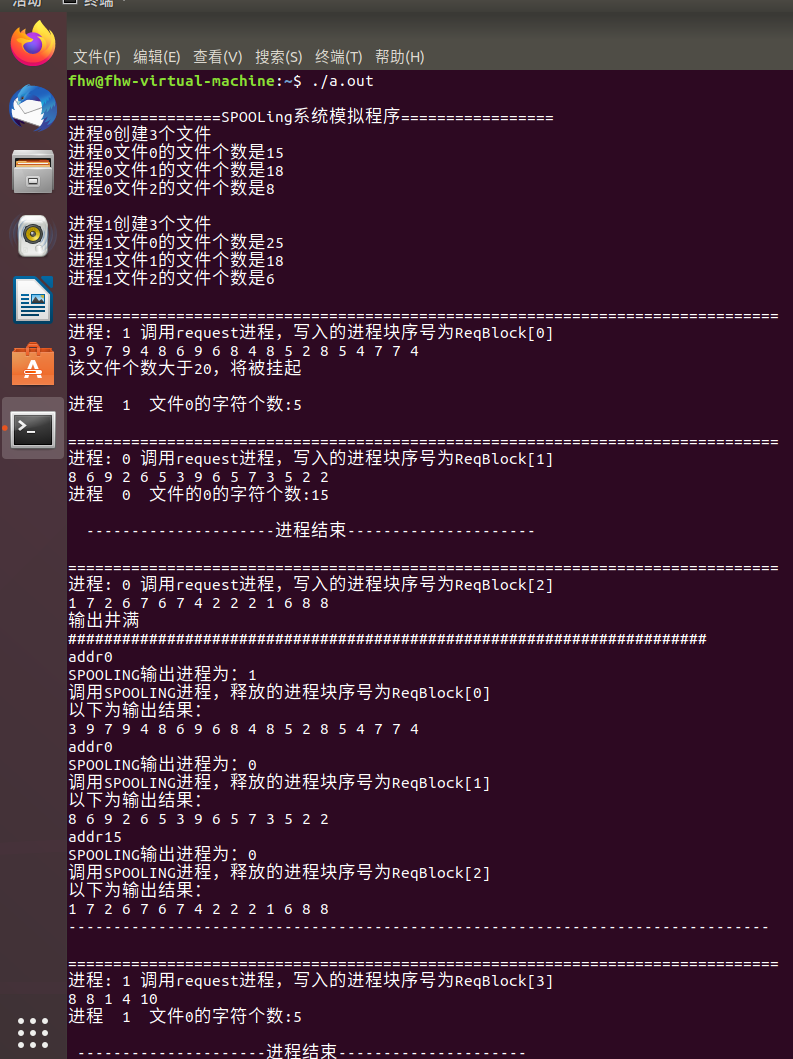 活动 终端
文件(F) 编辑(E) 查看(V) 搜索(S) 终端(T) 帮助(H)
fhw@fhw-virtual-machine:~$ ./a.out
=================SPOOLing系统模拟程序=================
进程0创建3个文件
进程0文件0的文件个数是15
进程0文件1的文件个数是18
进程0文件2的文件个数是8
进程1创建3个文件
进程1文件0的文件个数是25
进程1文件1的文件个数是18
进程1文件2的文件个数是6
===============================================================================
进程: 1 调用request进程，写入的进程块序号为ReqBlock[0]
3 9 7 9 4 8 6 9 6 8 4 8 5 2 8 5 4 7 7 4
该文件个数大于20，将被挂起
进程  1  文件0的字符个数:5
===============================================================================
进程: 0 调用request进程，写入的进程块序号为ReqBlock[1]
8 6 9 2 6 5 3 9 6 5 7 3 5 2 2
进程  0  文件的0的字符个数:15
---------------------进程结束---------------------
===============================================================================
进程: 0 调用request进程，写入的进程块序号为ReqBlock[2]
1 7 2 6 7 6 7 4 2 2 2 1 6 8 8
输出井满
#######################################################################
addr0
SPOOLING输出进程为：1
调用SPOOLING进程，释放的进程块序号为ReqBlock[0]
以下为输出结果：
3 9 7 9 4 8 6 9 6 8 4 8 5 2 8 5 4 7 7 4
addr0
SPOOLING输出进程为：0
调用SPOOLING进程，释放的进程块序号为ReqBlock[1]
以下为输出结果：
8 6 9 2 6 5 3 9 6 5 7 3 5 2 2
addr15
SPOOLING输出进程为：0
调用SPOOLING进程，释放的进程块序号为ReqBlock[2]
以下为输出结果：
1 7 2 6 7 6 7 4 2 2 2 1 6 8 8
------------------------------------------------------------------------------
===============================================================================
进程: 1 调用request进程，写入的进程块序号为ReqBlock[3]
8 8 1 4 10
进程  1  文件0的字符个数:5
---------------------进程结束---------------------